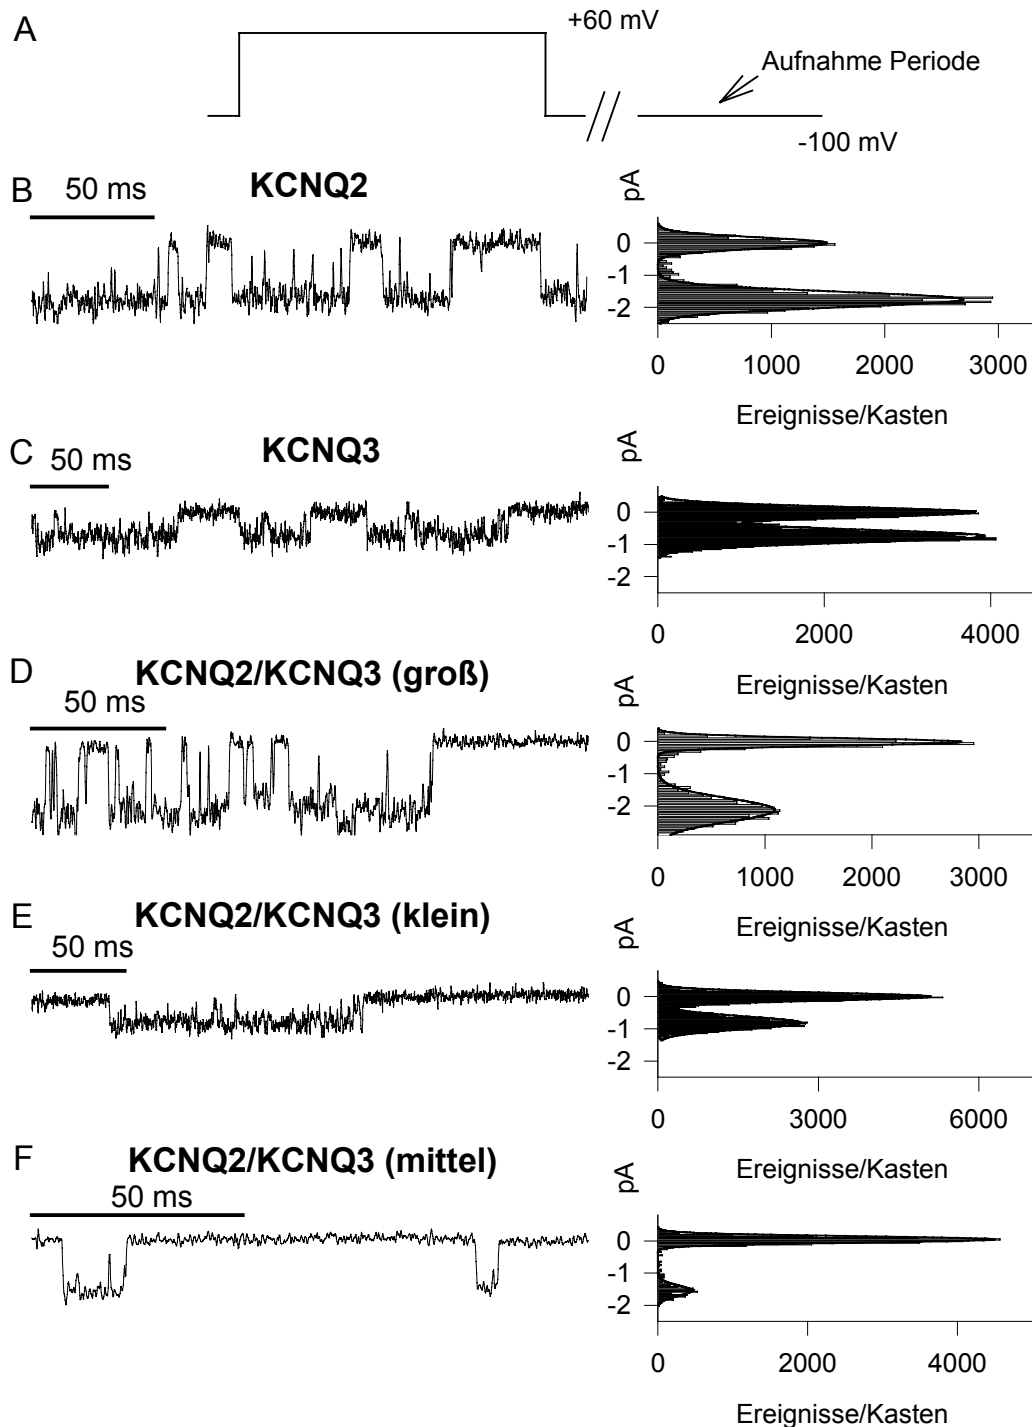 A
+60 mV
Aufnahme Periode
-100 mV
B
50 ms
KCNQ2
pA
0
-1
-2
0 1000 2000 3000
Ereignisse/Kasten
C
50 ms
KCNQ3
pA
0
-1
-2
0 2000 4000
Ereignisse/Kasten
D
KCNQ2/KCNQ3 (groß)
50 ms
pA
0
-1
-2
0 1000 2000 3000
Ereignisse/Kasten
E
KCNQ2/KCNQ3 (klein)
50 ms
pA
0
-1
-2
0 3000 6000
Ereignisse/Kasten
F
KCNQ2/KCNQ3 (mittel)
50 ms
pA
0
-1
-2
0 2000 4000
Ereignisse/Kasten